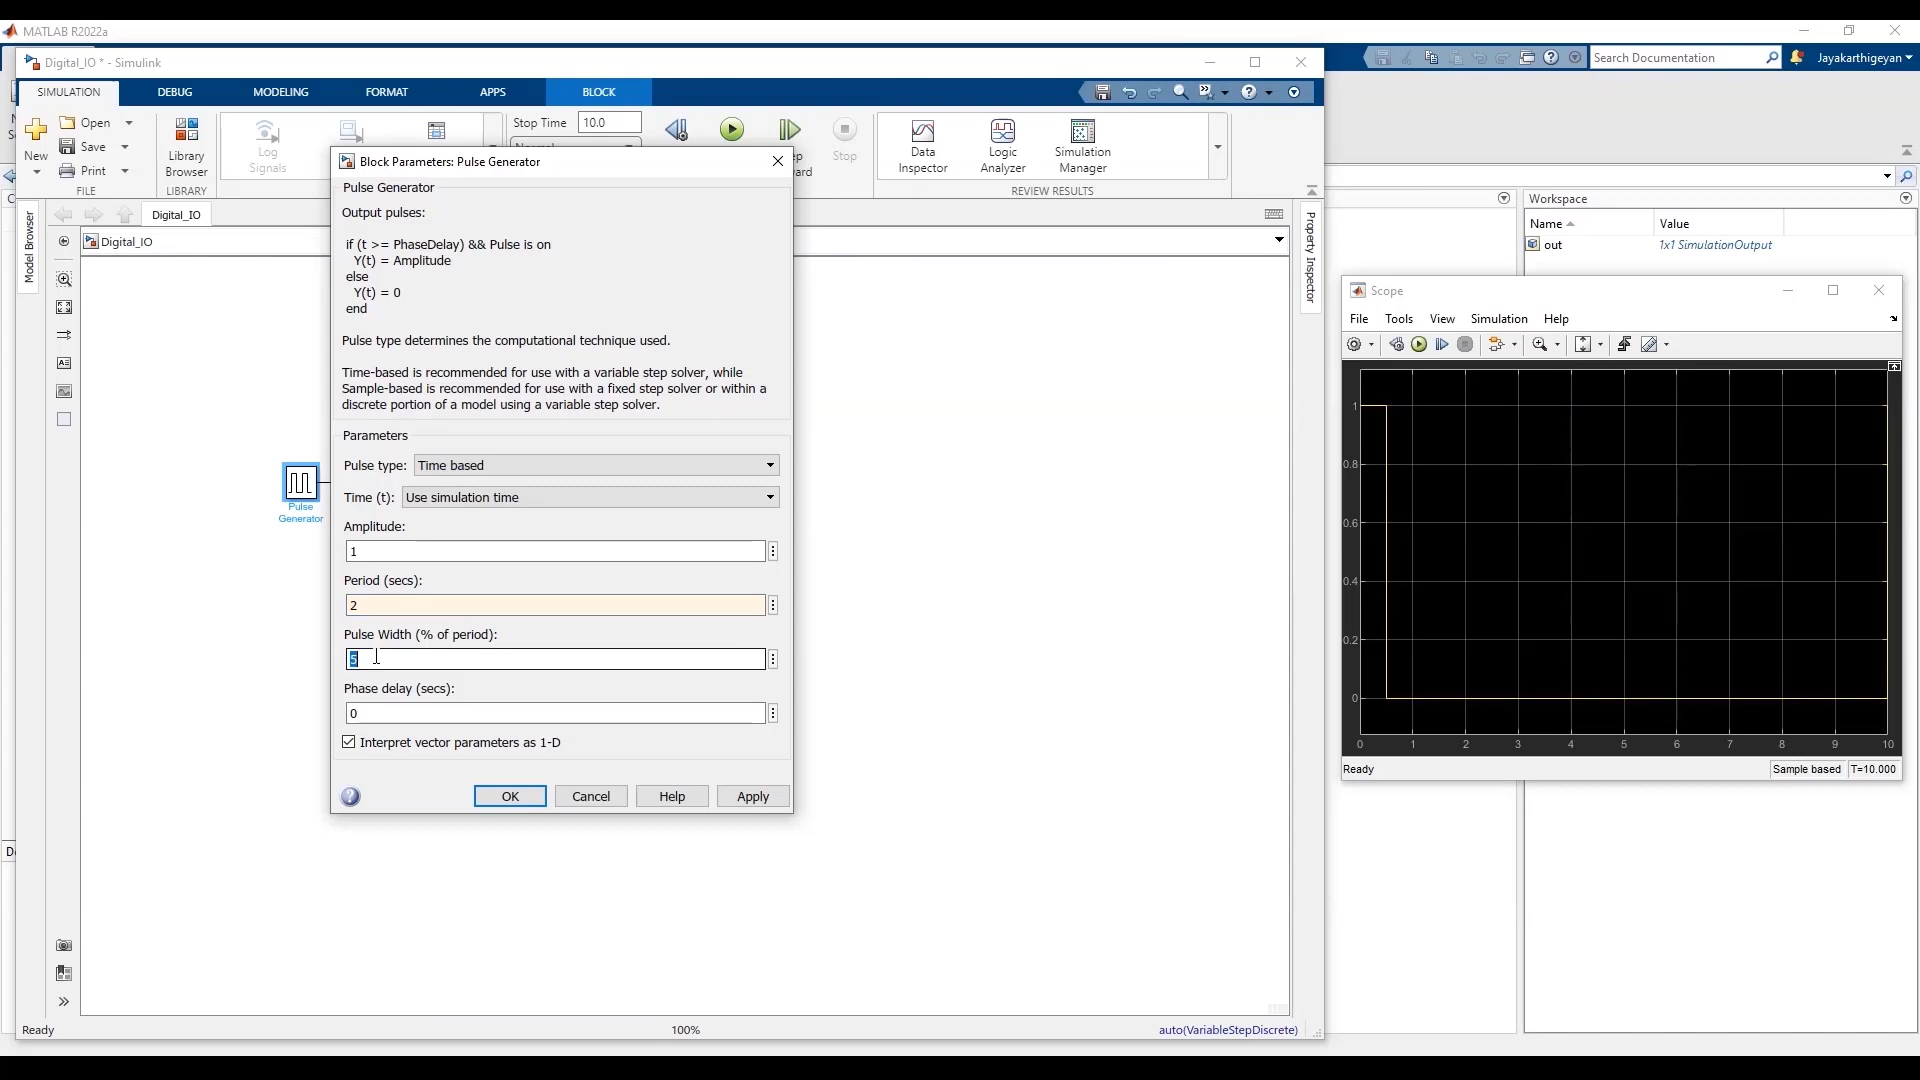 MATLAB R2022a
Digital_IO * - Simulink
Search Documentation
Jayakarthigeyan
SIMULATION
DEBUG
MODELING
FORMAT
APPS
BLOCK
New
Open
Save
Print
FILE
Library
Browser
LIBRARY
Log
Signals
Stop Time
10.0
Stop
Data
Inspector
Logic
Analyzer
Simulation
Manager
REVIEW RESULTS
Model Browser
Digital_IO
Digital_IO
Property Inspector
Pulse
Generator
Block Parameters: Pulse Generator
Pulse Generator
Output pulses:
if (t >= PhaseDelay) && Pulse is on
Y(t) = Amplitude
else
Y(t) = 0
end
Pulse type determines the computational technique used.
Time-based is recommended for use with a variable step solver, while
Sample-based is recommended for use with a fixed step solver or within a
discrete portion of a model using a variable step solver.
Parameters
Pulse type: Time based
Time (t): Use simulation time
Amplitude:
1
Period (secs):
2
Pulse Width (% of period):
5
Phase delay (secs):
0
Interpret vector parameters as 1-D
OK
Cancel
Help
Apply
Ready
100%
auto(VariableStepDiscrete)
Workspace
Name
Value
out
1x1 SimulationOutput
Scope
File
Tools
View
Simulation
Help
1
0.8
0.6
0.4
0.2
0
0 1 2 3 4 5 6 7 8 9 10
Ready
Sample based
T=10.000